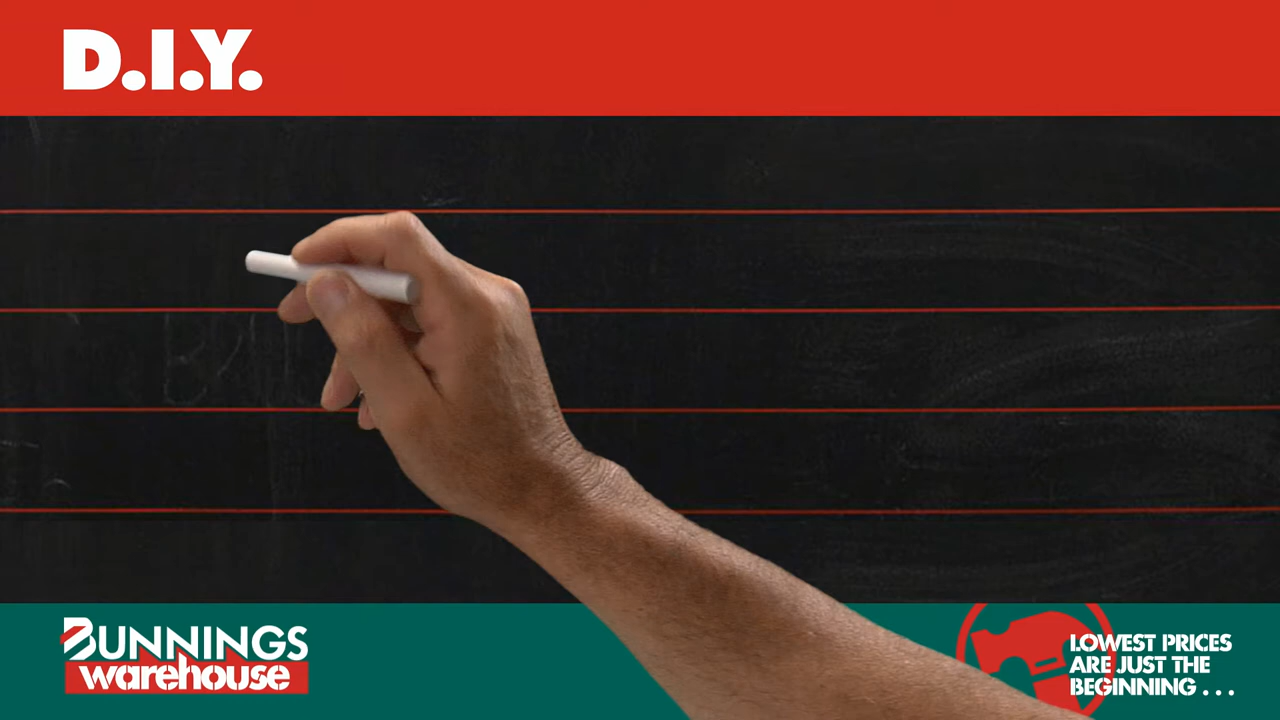 D.I.Y.
BUNNINGS
warehouse
LOWEST PRICES
ARE JUST THE
BEGINNING . . .